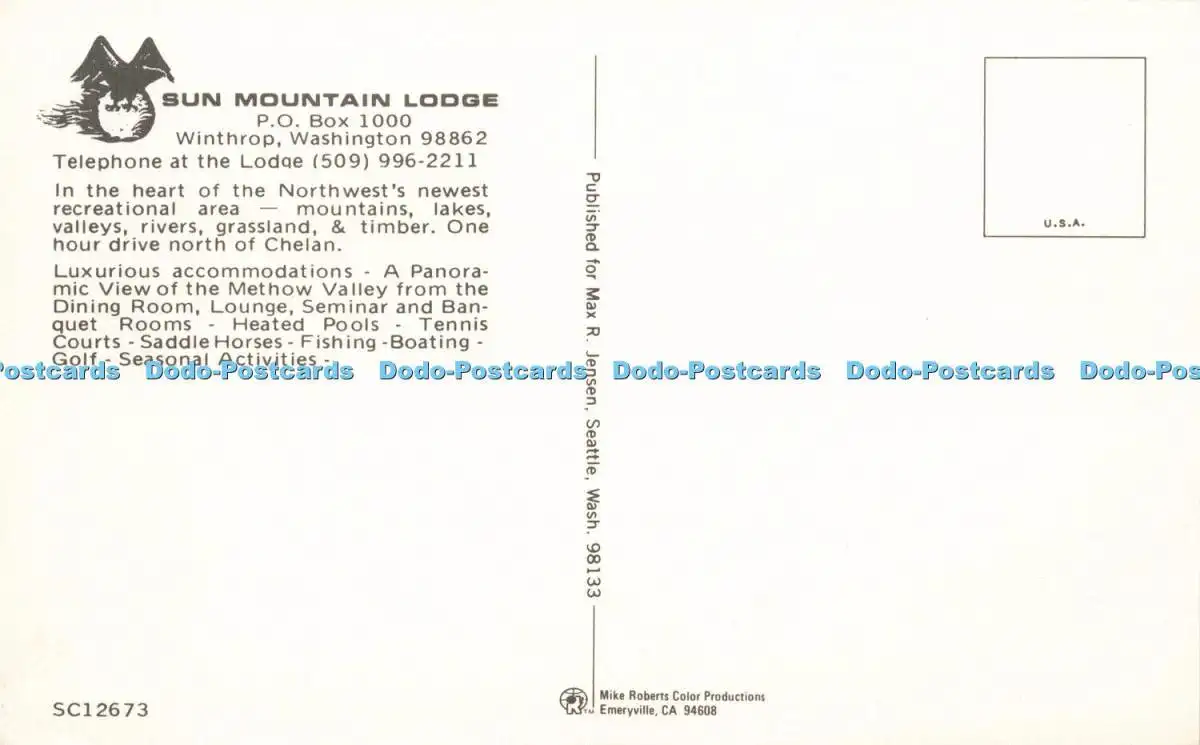 SUN MOUNTAIN LODGE
P.O. Box 1000
Winthrop, Washington 98862
Telephone at the Lodge (509) 996-2211
In the heart of the Northwest's newest
recreational area — mountains, lakes,
valleys, rivers, grassland, & timber. One
hour drive north of Chelan.
Luxurious accommodations - A Panora-
mic View of the Methow Valley from the
Dining Room, Lounge, Seminar and Ban-
quet Rooms - Heated Pools - Tennis
Courts - Saddle Horses - Fishing -Boating -
Golf - Seasonal Activities -
ostcards Dodo-Postcards Dodo-Postcards Dodo-Postcards Dodo-Postcards Dodo-Pos
SC12673
Published for Max R. Jensen, Seattle, Wash. 98133
Mike Roberts Color Productions
TM Emeryville, CA 94608
U.S.A.